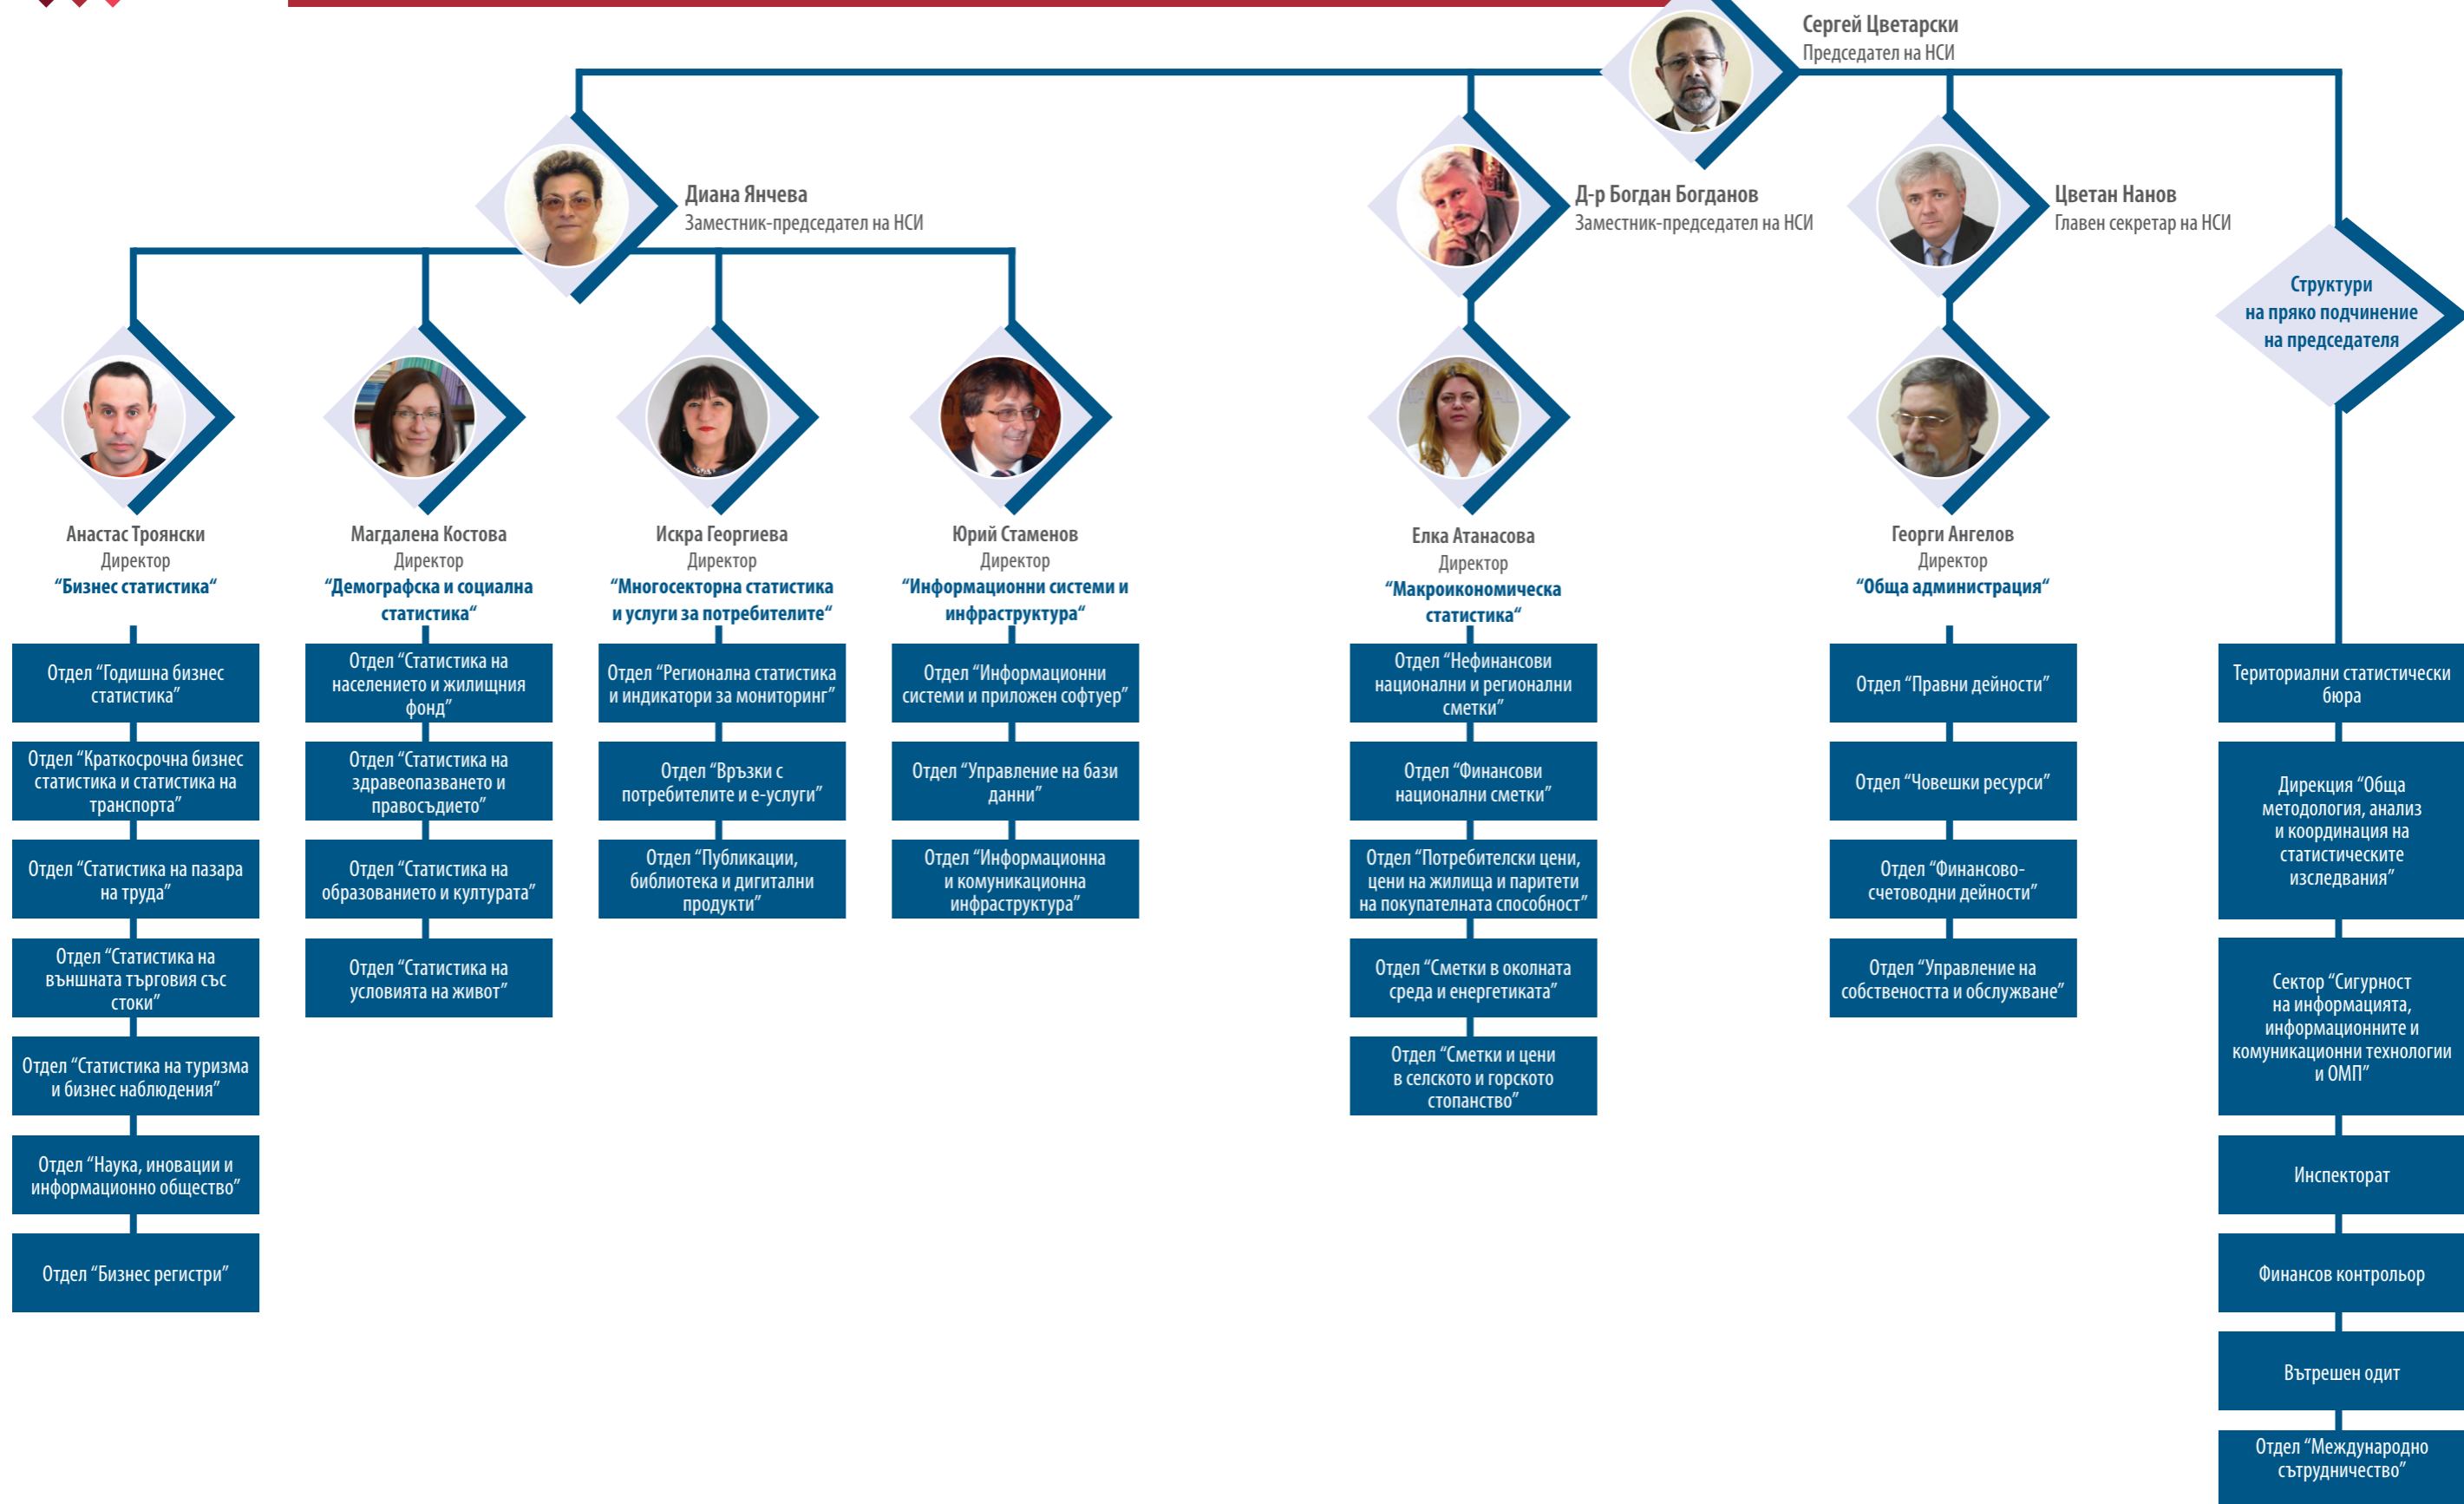 Сергей Цветарски
Председател на НСИ
Диана Янчева
Заместник-председател на НСИ
Д-р Богдан Богданов
Заместник-председател на НСИ
Цветан Нанов
Главен секретар на НСИ
Структури
на пряко подчинение
на председателя
Анастас Троянски
Директор
“Бизнес статистика“
Отдел “Годишна бизнес
статистика”
Отдел “Краткосрочна бизнес
статистика и статистика на
транспорта”
Отдел “Статистика на пазара
на труда”
Отдел “Статистика на
външната търговия със
стоки”
Отдел “Статистика на туризма
и бизнес наблюдения”
Отдел “Наука, иновации и
информационно общество”
Отдел “Бизнес регистри”
Магдалена Костова
Директор
“Демографска и социална
статистика“
Отдел “Статистика на
населението и жилищния
фонд”
Отдел “Статистика на
здравеопазването и
правосъдието”
Отдел “Статистика на
образованието и културата”
Отдел “Статистика на
условията на живот”
Искра Георгиева
Директор
“Многосекторна статистика
и услуги за потребителите“
Отдел “Регионална статистика
и индикатори за мониторинг”
Отдел “Връзки с
потребителите и е-услуги”
Отдел “Публикации,
библиотека и дигитални
продукти”
Юрий Стаменов
Директор
“Информационни системи и
инфраструктура“
Отдел “Информационни
системи и приложен софтуер”
Отдел “Управление на бази
данни”
Отдел “Информационна
и комуникационна
инфраструктура”
Елка Атанасова
Директор
“Макроикономическа
статистика“
Отдел “Нефинансови
национални и регионални
сметки”
Отдел “Финансови
национални сметки”
Отдел “Потребителски цени,
цени на жилища и паритети
на покупателната способност”
Отдел “Сметки в околната
среда и енергетиката”
Отдел “Сметки и цени
в селското и горското
стопанство”
Георги Ангелов
Директор
“Обща администрация“
Отдел “Правни дейности”
Отдел “Човешки ресурси”
Отдел “Финансово-
счетоводни дейности”
Отдел “Управление на
собствеността и обслужване”
Териториални статистически
бюра
Дирекция “Обща
методология, анализ
и координация на
статистическите
изследвания”
Сектор “Сигурност
на информацията,
информационните и
комуникационни технологии
и ОМП”
Инспекторат
Финансов контрольор
Вътрешен одит
Отдел “Международно
сътрудничество”